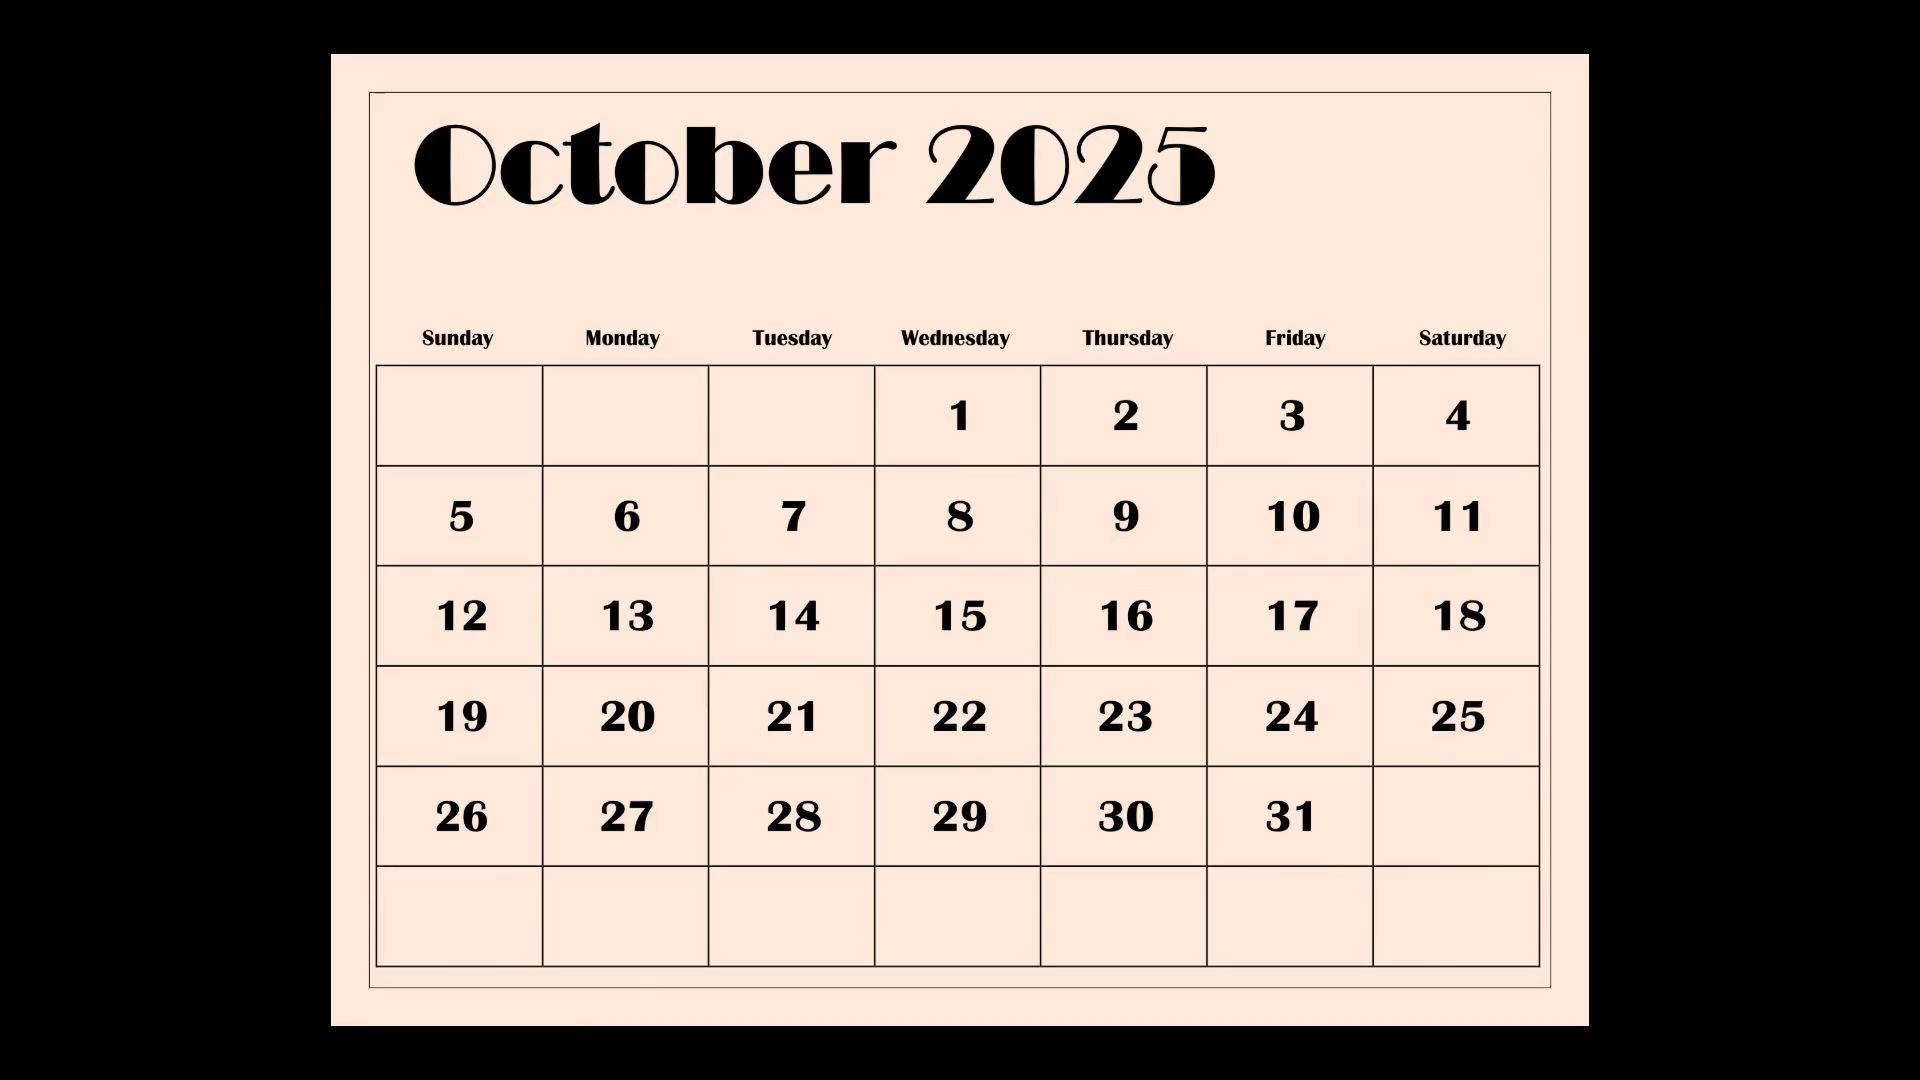 October 2025
Sunday Monday Tuesday Wednesday Thursday Friday Saturday
1 2 3 4
5 6 7 8 9 10 11
12 13 14 15 16 17 18
19 20 21 22 23 24 25
26 27 28 29 30 31